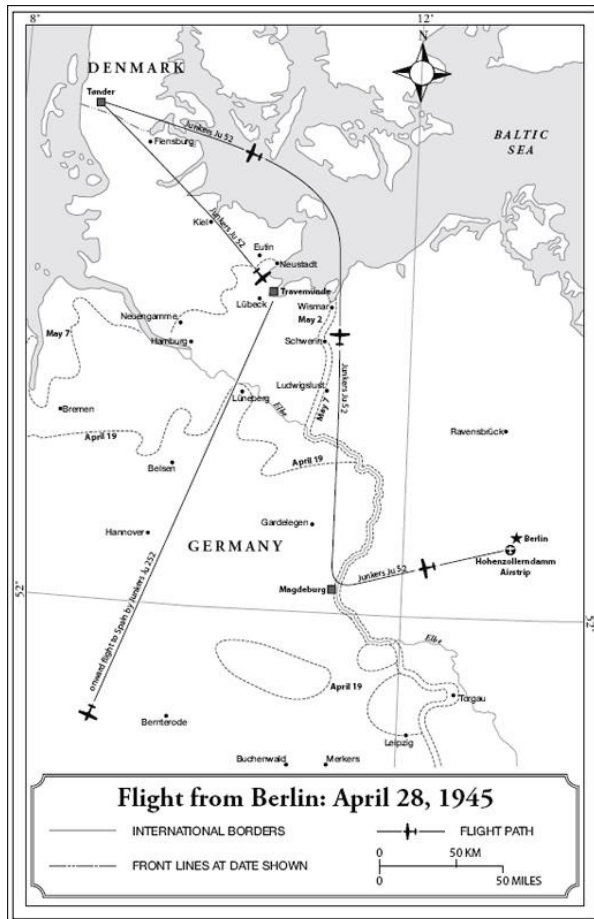 8°
12°
N
DENMARK
Tønder
BALTIC
SEA
Junkers Ju 52
Flensburg
Junkers Ju 52
Kiel
Eutin
Neustadt
Travemünde
Lübeck
Wismar
May 2
Neuengamme
May 7
Hamburg
Schwerin
Junkers Ju 52
Ludwigslust
Lüneberg
May 7
Elbe
Bremen
April 19
Ravensbrück
Belsen
April 19
Gardelegen
Hannover
Berlin
GERMANY
Hohenzollerndamm
Airstrip
Junkers Ju 52
52°
Magdeburg
52°
onward flight to Spain by Junkers Ju 252
Elbe
April 19
Torgau
Bernterode
Leipzig
Buchenwald
Merkers
Flight from Berlin: April 28, 1945
INTERNATIONAL BORDERS
FLIGHT PATH
FRONT LINES AT DATE SHOWN
0 50 KM
0 50 MILES